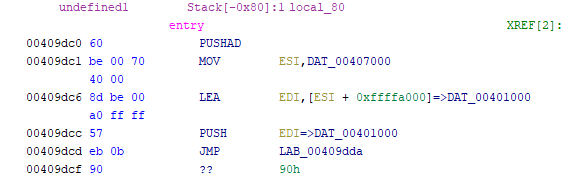 undefined1 Stack[-0x80]:1 local_80
entry XREF[2]:
00409dc0 60 PUSHAD
00409dc1 be 00 70 MOV ESI,DAT_00407000
40 00
00409dc6 8d be 00 LEA EDI,[ESI + 0xffffa000]=>DAT_00401000
a0 ff ff
00409dcc 57 PUSH EDI=>DAT_00401000
00409dcd eb 0b JMP LAB_00409dda
00409dcf 90 ?? 90h